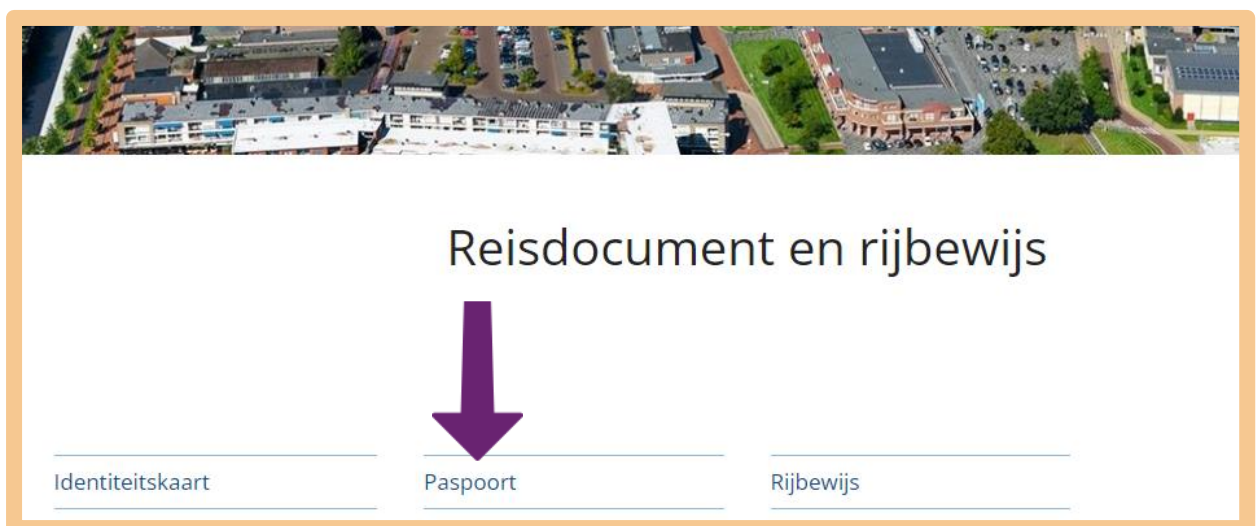 Reisdocument en rijbewijs
Identiteitskaart
Paspoort
Rijbewijs